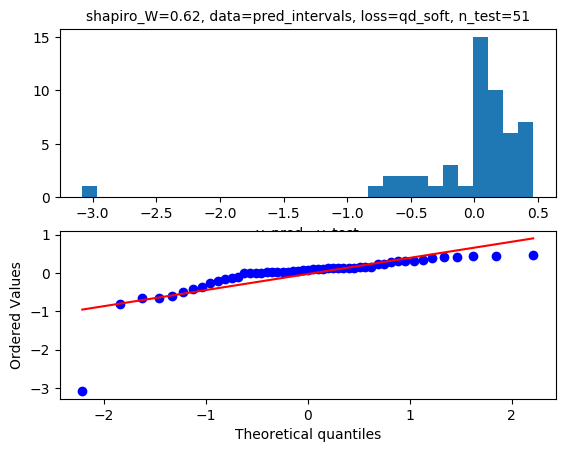 shapiro_W=0.62, data=pred_intervals, loss=qd_soft, n_test=51
15
10
5
0
-3.0 -2.5 -2.0 -1.5 -1.0 -0.5 0.0 0.5
1
0
-1
-2
-3
Ordered Values
-2 -1 0 1 2
Theoretical quantiles